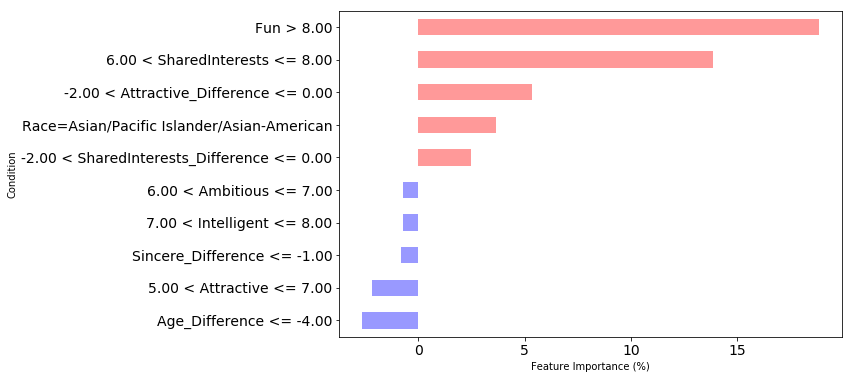 Fun > 8.00
6.00 < SharedInterests <= 8.00
-2.00 < Attractive_Difference <= 0.00
Race=Asian/Pacific Islander/Asian-American
-2.00 < SharedInterests_Difference <= 0.00
6.00 < Ambitious <= 7.00
7.00 < Intelligent <= 8.00
Sincere_Difference <= -1.00
5.00 < Attractive <= 7.00
Age_Difference <= -4.00
Condition
0 5 10 15
Feature Importance (%)